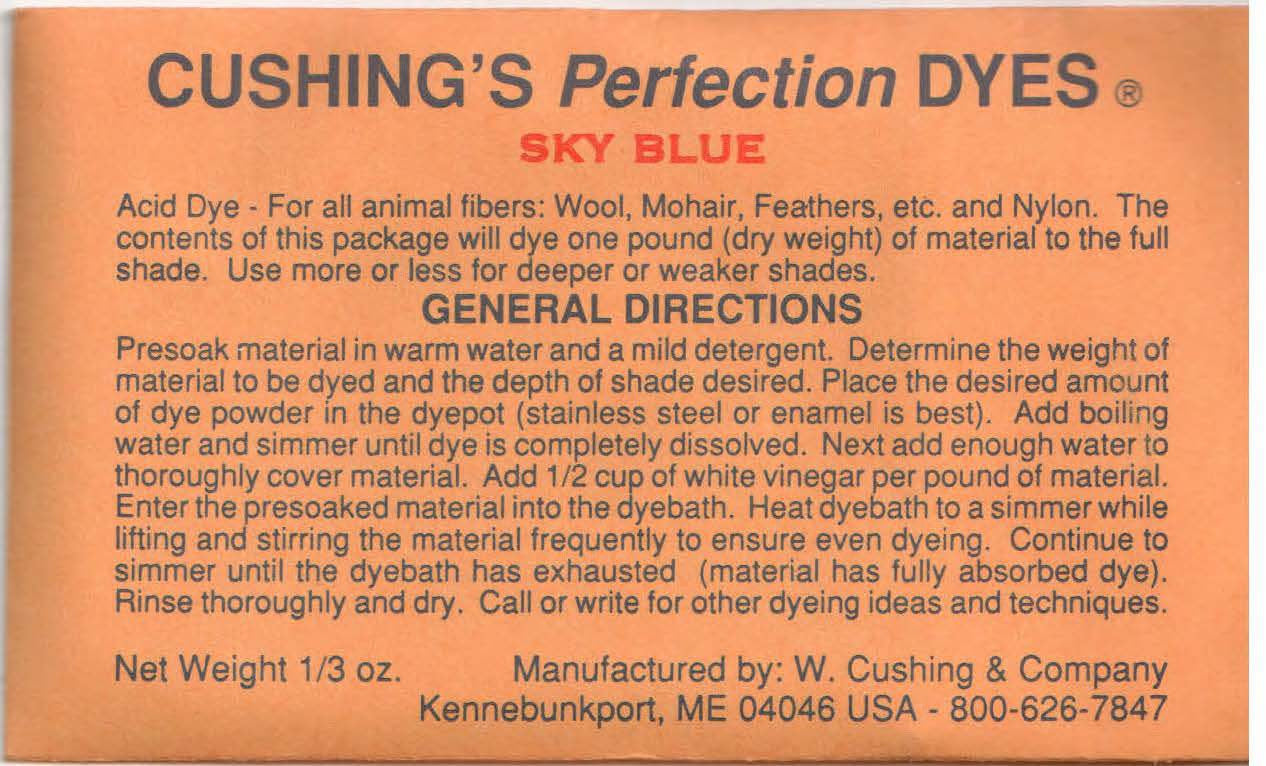 CUSHING'S Perfection DYES ®
SKY BLUE
Acid Dye - For all animal fibers: Wool, Mohair, Feathers, etc. and Nylon. The
contents of this package will dye one pound (dry weight) of material to the full
shade. Use more or less for deeper or weaker shades.
GENERAL DIRECTIONS
Presoak material in warm water and a mild detergent. Determine the weight of
material to be dyed and the depth of shade desired. Place the desired amount
of dye powder in the dyepot (stainless steel or enamel is best). Add boiling
water and simmer until dye is completely dissolved. Next add enough water to
thoroughly cover material. Add 1/2 cup of white vinegar per pound of material.
Enter the presoaked material into the dyebath. Heat dyebath to a simmer while
lifting and stirring the material frequently to ensure even dyeing. Continue to
simmer until the dyebath has exhausted (material has fully absorbed dye).
Rinse thoroughly and dry. Call or write for other dyeing ideas and techniques.
Net Weight 1/3 oz. Manufactured by: W. Cushing & Company
Kennebunkport, ME 04046 USA - 800-626-7847